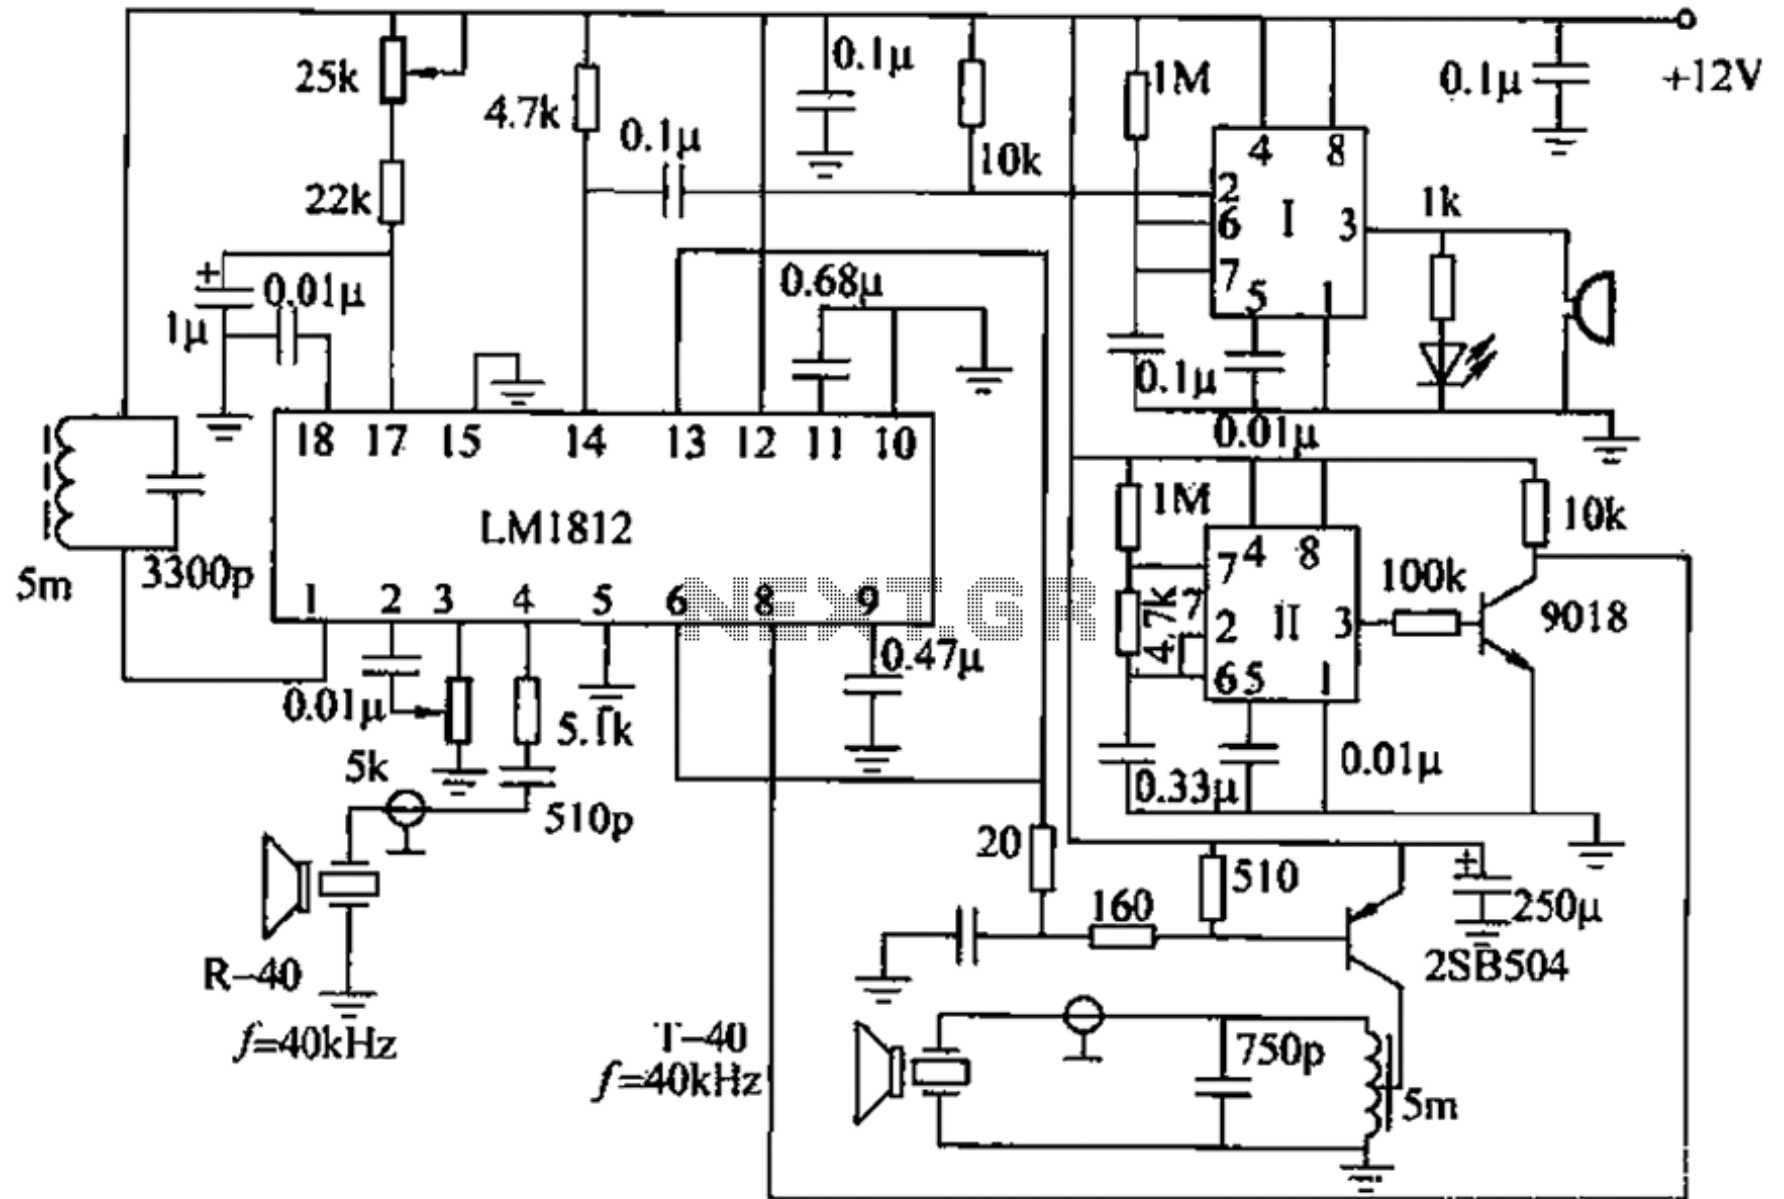 0.1μ
1M
0.1μ
+12V
25k
4.7k
0.1μ
10k
4 8
22k
2
6
7
I
3
1k
5 1
0.68μ
+
1μ
0.01μ
0.1μ
0.01μ
18 17 15 14 13 12 11 10
LM1812
1 2 3 4 5 6 8 9
5m
3300p
NEXT.GR
1M
10k
4 8
7
4.7k
7
2
II
3
6 5 1
100k
9018
0.01μ
5k
5.1k
510p
0.47μ
0.33μ
0.01μ
20
510
+
250μ
160
2SB504
R-40
f=40kHz
T-40
f=40kHz
750p
5m